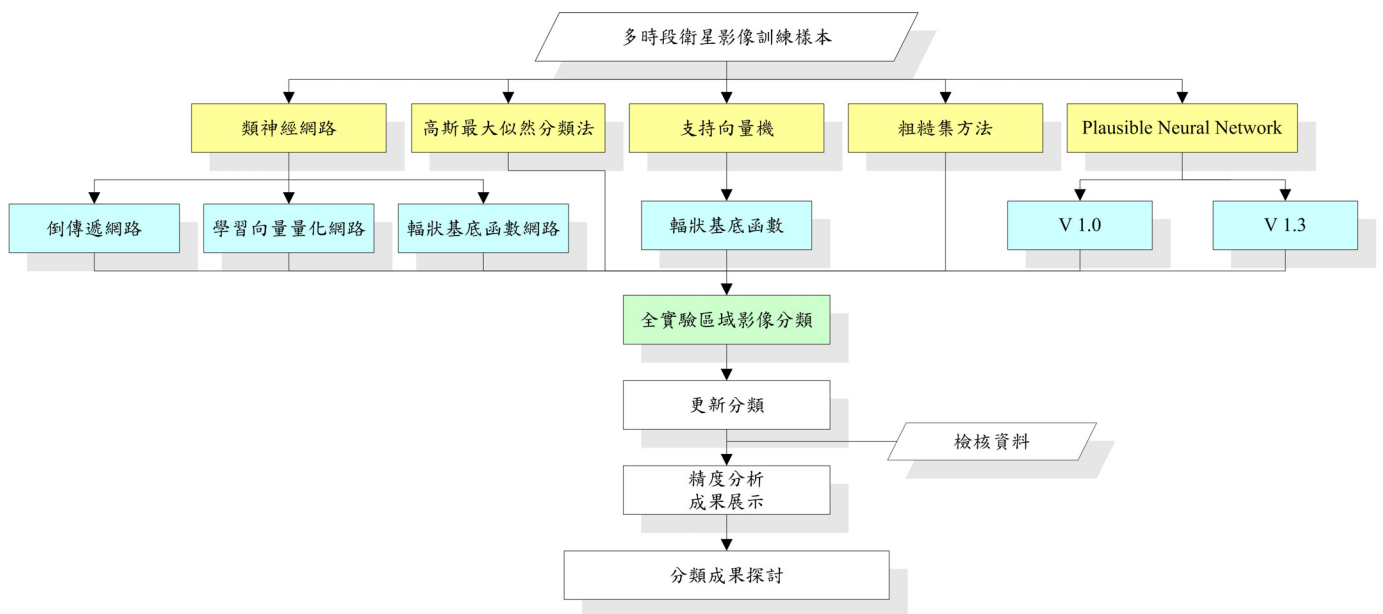 多時段衛星影像訓練樣本
類神經網路
高斯最大似然分類法
支持向量機
粗糙集方法
Plausible Neural Network
倒傳遞網路
學習向量量化網路
輻狀基底函數網路
輻狀基底函數
V 1.0
V 1.3
全實驗區域影像分類
更新分類
檢核資料
精度分析
成果展示
分類成果探討